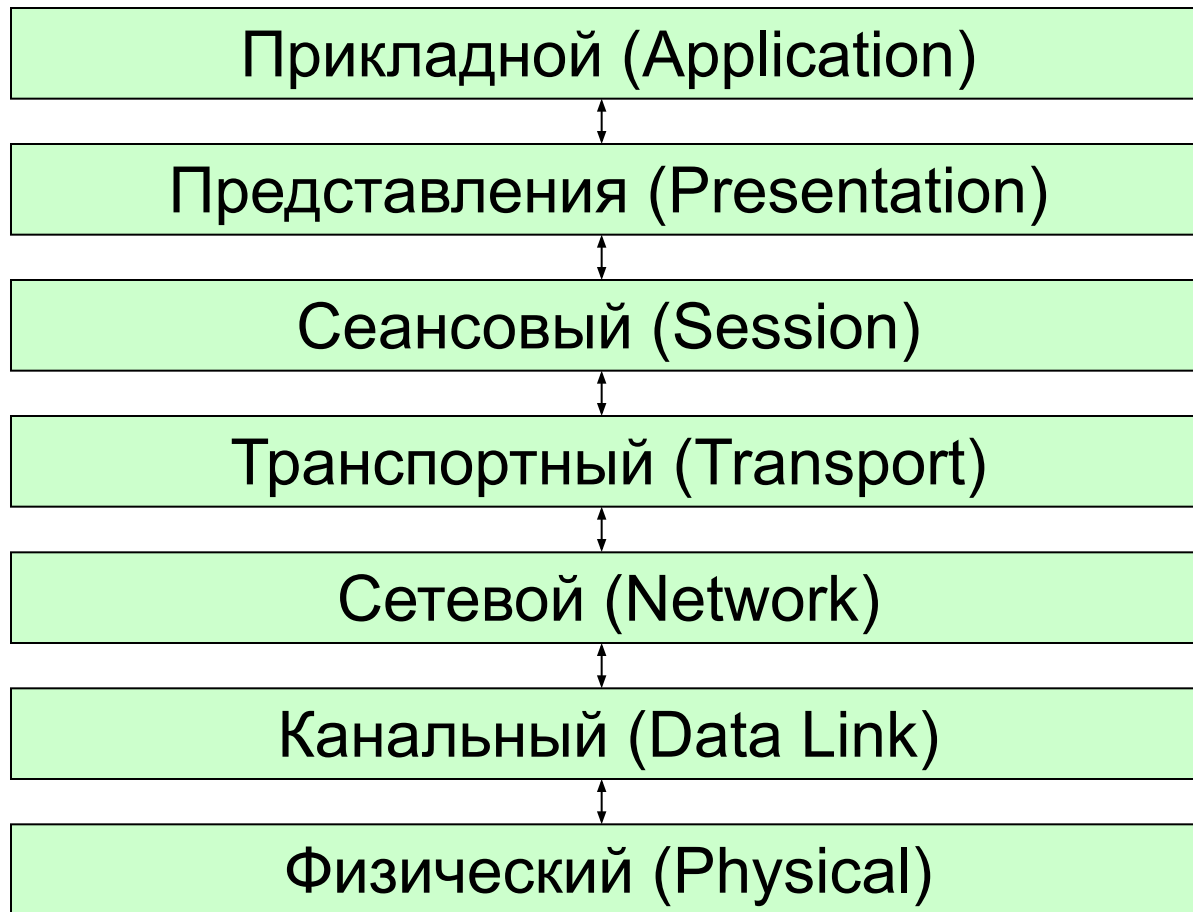 Прикладной (Application)
Представления (Presentation)
Сеансовый (Session)
Транспортный (Transport)
Сетевой (Network)
Канальный (Data Link)
Физический (Physical)